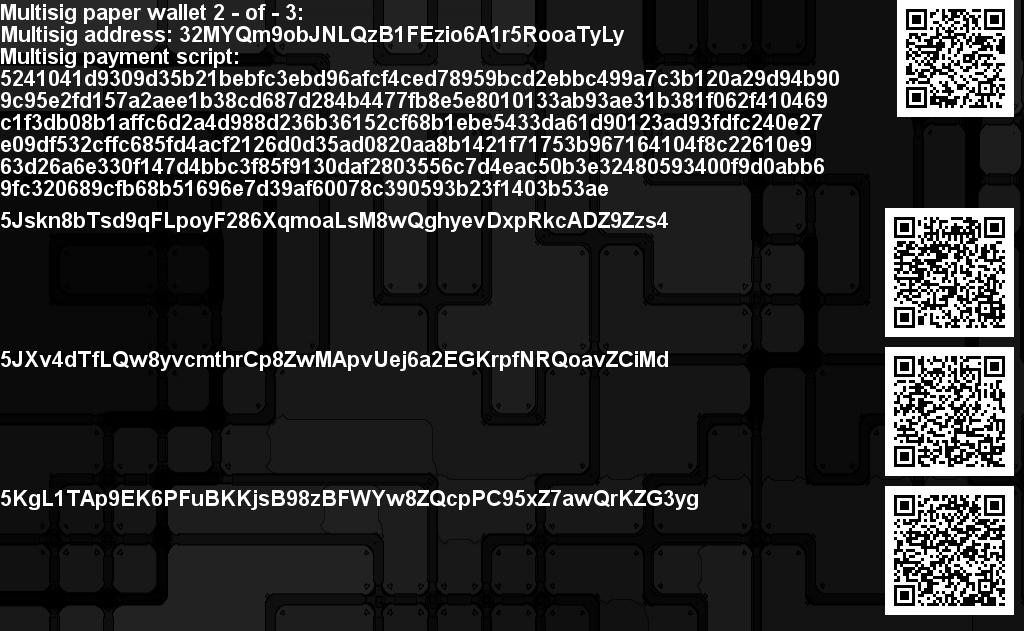 Multisig paper wallet 2 - of - 3:
Multisig address: 32MYQm9obJNLQzB1FEzio6A1r5RooaTyLy
Multisig payment script:
5241041d9309d35b21bebfc3ebd96afcf4ced78959bcd2ebbc499a7c3b120a29d94b90
9c95e2fd157a2aee1b38cd687d284b4477fb8e5e8010133ab93ae31b381f062f410469
c1f3db08b1affc6d2a4d988d236b36152cf68b1ebe5433da61d90123ad93fdfc240e27
e09df532cffc685fd4acf2126d0d35ad0820aa8b1421f71753b967164104f8c22610e9
63d26a6e330f147d4bbc3f85f9130daf2803556c7d4eac50b3e32480593400f9d0abb6
9fc320689cfb68b51696e7d39af60078c390593b23f1403b53ae
5Jskn8bTsd9qFLpoyF286XqmoaLsM8wQghyevDxpRkcADZ9Zzs4
5JXv4dTfLQw8yvcmthrCp8ZwMApvUej6a2EGKrpfNRQoavZCiMd
5KgL1TAp9EK6PFuBKKjsB98zBFWYw8ZQcpPC95xZ7awQrKZG3yg